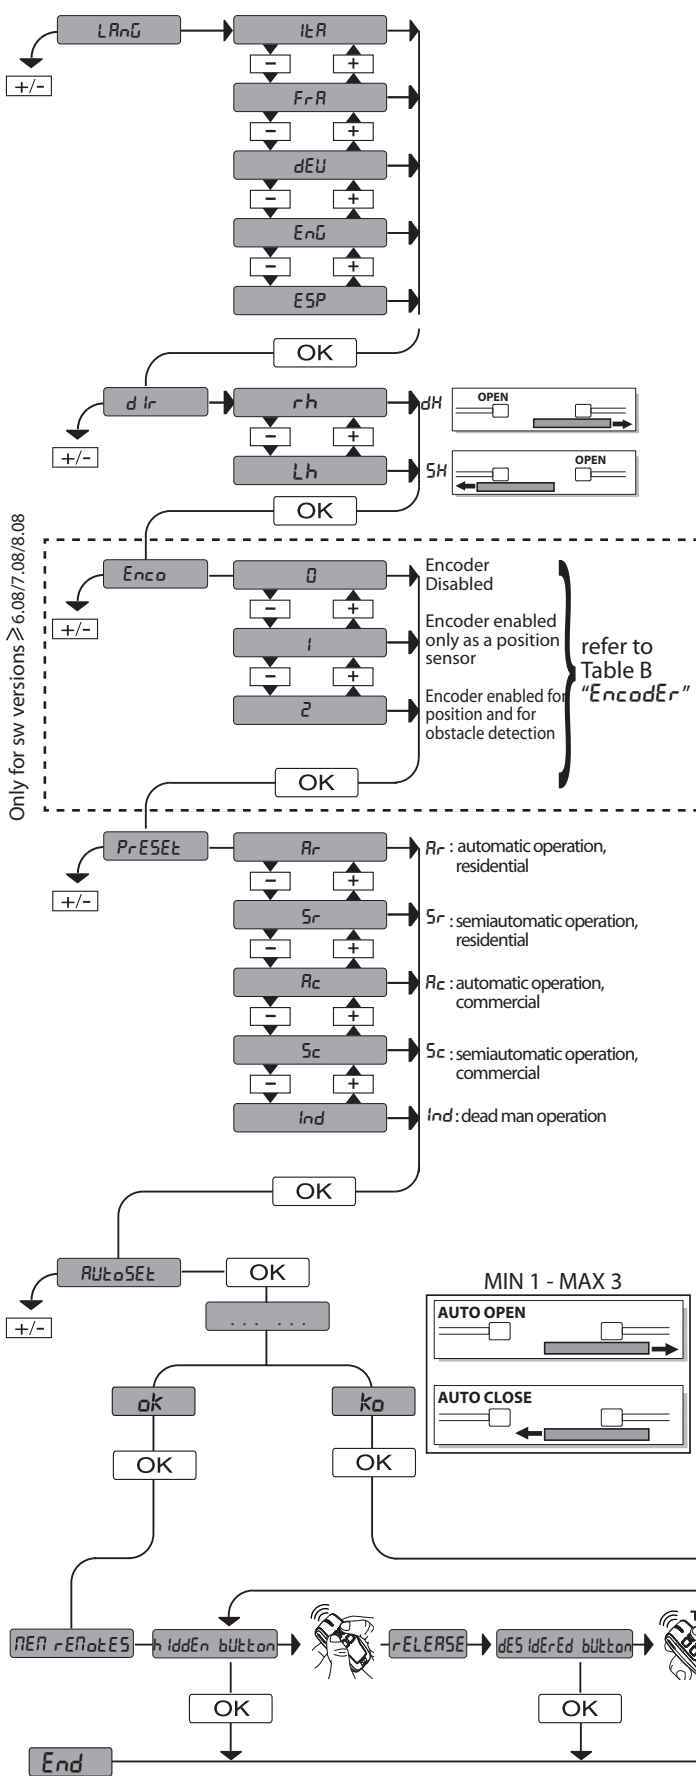 LAnG
ItA
+/-
- +
FrA
- +
dEU
- +
EnG
- +
ESP
OK
dIr
rh
dH
OPEN
+/-
- +
Lh
SH
OPEN
OK
Only for sw versions ⩾ 6.08/7.08/8.08
Enco
0
Encoder
Disabled
+/-
- +
1
Encoder enabled
only as a position
sensor
- +
2
Encoder enabled for
position and for
obstacle detection
refer to
Table B
“EncodEr”
OK
PrESEt
Ar
Ar : automatic operation,
residential
+/-
- +
Sr
Sr : semiautomatic operation,
residential
- +
Ac
Ac : automatic operation,
commercial
- +
Sc
Sc : semiautomatic operation,
commercial
- +
Ind
Ind : dead man operation
OK
AUtoSEt
OK
+/-
... ...
MIN 1 - MAX 3
AUTO OPEN
AUTO CLOSE
ok
ko
OK
OK
MEM rEMotES
hIddEn bUtton
rELEASE
dESIdErEd bUtton
OK
OK
End